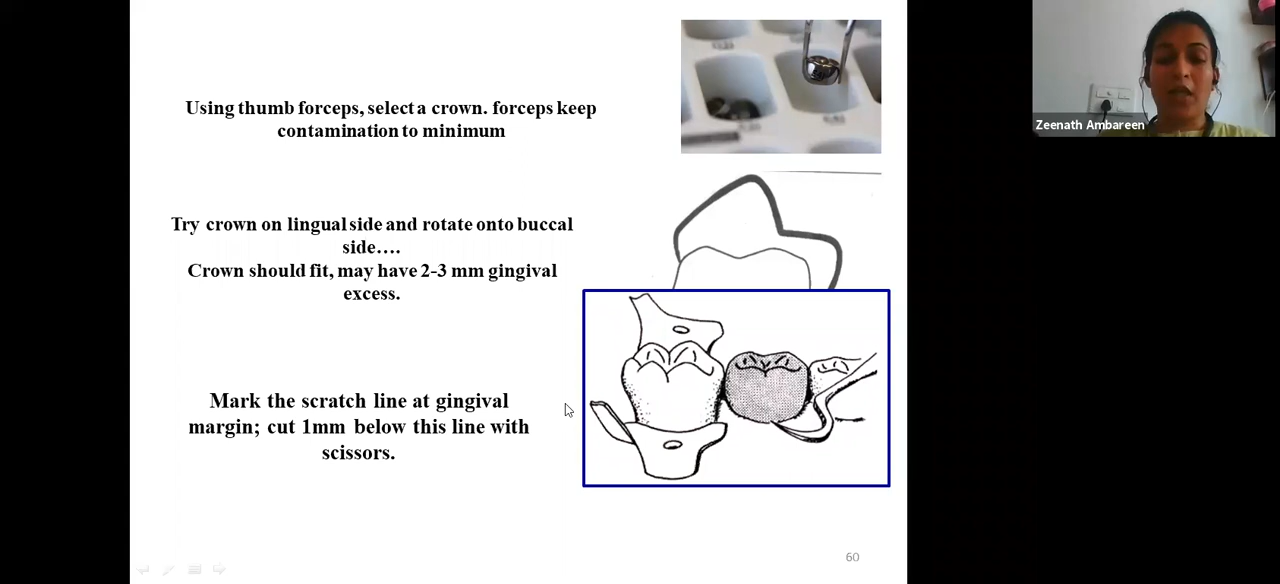 Using thumb forceps, select a crown. forceps keep
contamination to minimum
Zeenath Ambareen
Try crown on lingual side and rotate onto buccal
side....
Crown should fit, may have 2-3 mm gingival
excess.
Mark the scratch line at gingival
margin; cut 1mm below this line with
scissors.
60